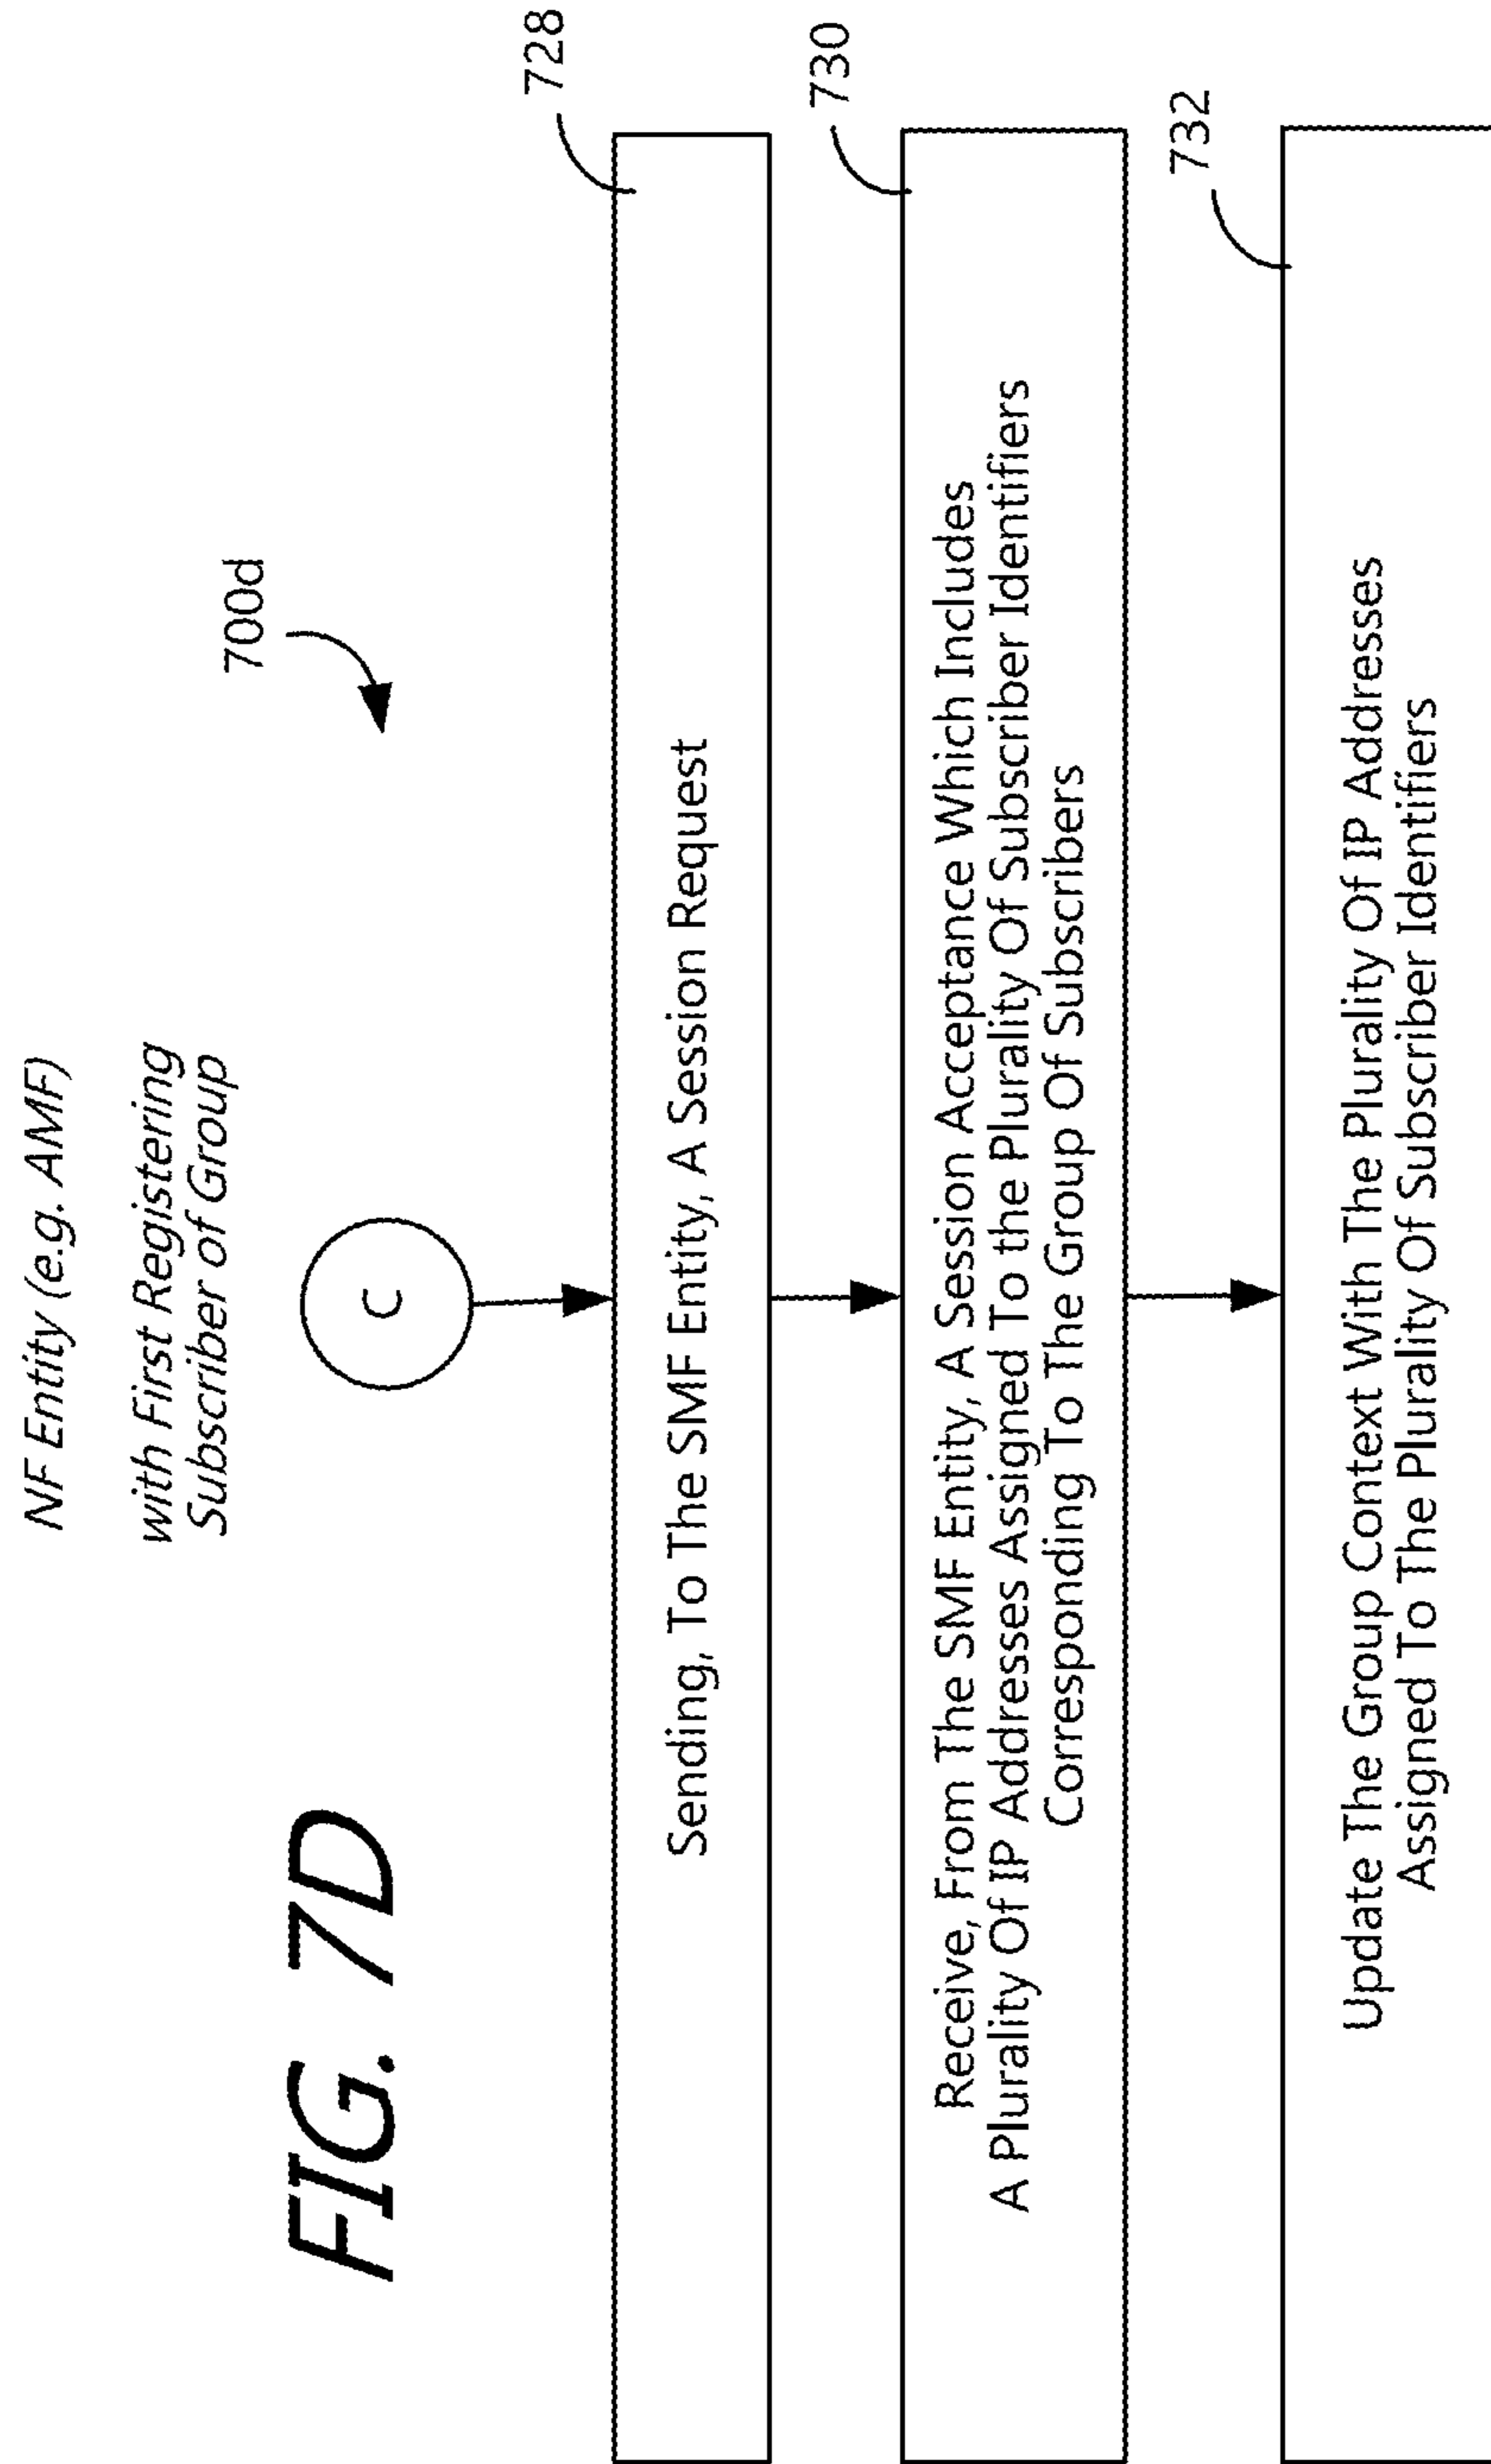 NF Entity (e.g. AMF)
with First Registering
Subscriber of Group
FIG. 7D
700d
C
728
Sending, To The SMF Entity, A Session Request
730
Receive, From The SMF Entity, A Session Acceptance Which Includes
A Plurality Of IP Addresses Assigned To the Plurality Of Subscriber Identifiers
Corresponding To The Group Of Subscribers
732
Update The Group Context With The Plurality Of IP Addresses
Assigned To The Plurality Of Subscriber Identifiers